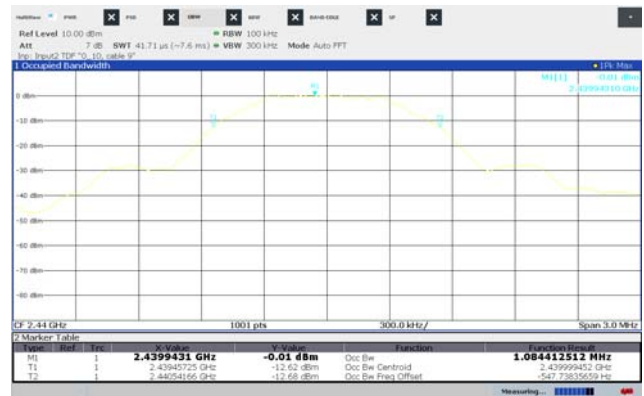 MultiView PWR X PSD X OBW X NBW X BAND EDGE X SP X
Ref Level 10.00 dBm RBW 100 kHz
Att 7 dB SWT 41.71 µs (~7.6 ms) VBW 300 kHz Mode Auto FFT
Inp: Input2 TDF "0_10, cable 9"
1 Occupied Bandwidth 1Pk Max
M1[1] -0.01 dBm
2.43994310 GHz
0 dBm
M1
-10 dBm
T1 T2
-20 dBm
-30 dBm
-40 dBm
-50 dBm
-60 dBm
-70 dBm
-80 dBm
CF 2.44 GHz 1001 pts 300.0 kHz/ Span 3.0 MHz
2 Marker Table
Type Ref Trc X-Value Y-Value Function Function Result
M1 1 2.4399431 GHz -0.01 dBm Occ Bw 1.084412512 MHz
T1 1 2.43945725 GHz -12.62 dBm Occ Bw Centroid 2.439999452 GHz
T2 1 2.44054166 GHz -12.68 dBm Occ Bw Freq Offset -547.73835659 Hz
Measuring...